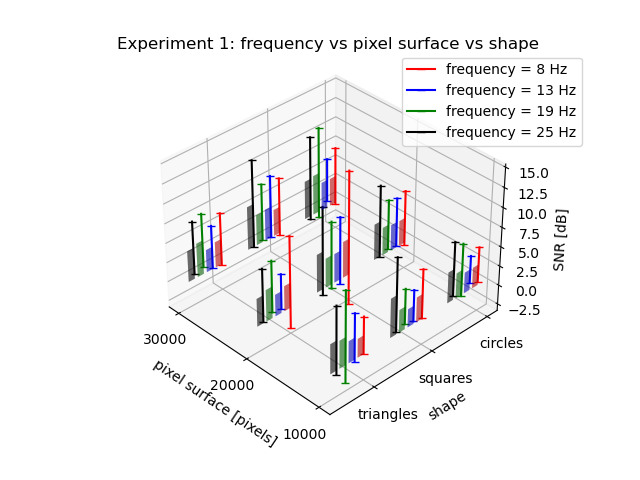 Experiment 1: frequency vs pixel surface vs shape
frequency = 8 Hz
frequency = 13 Hz
frequency = 19 Hz
frequency = 25 Hz
15.0
12.5
10.0
7.5
5.0
2.5
0.0
−2.5
SNR [dB]
30000
20000
10000
pixel surface [pixels]
circles
squares
triangles
shape